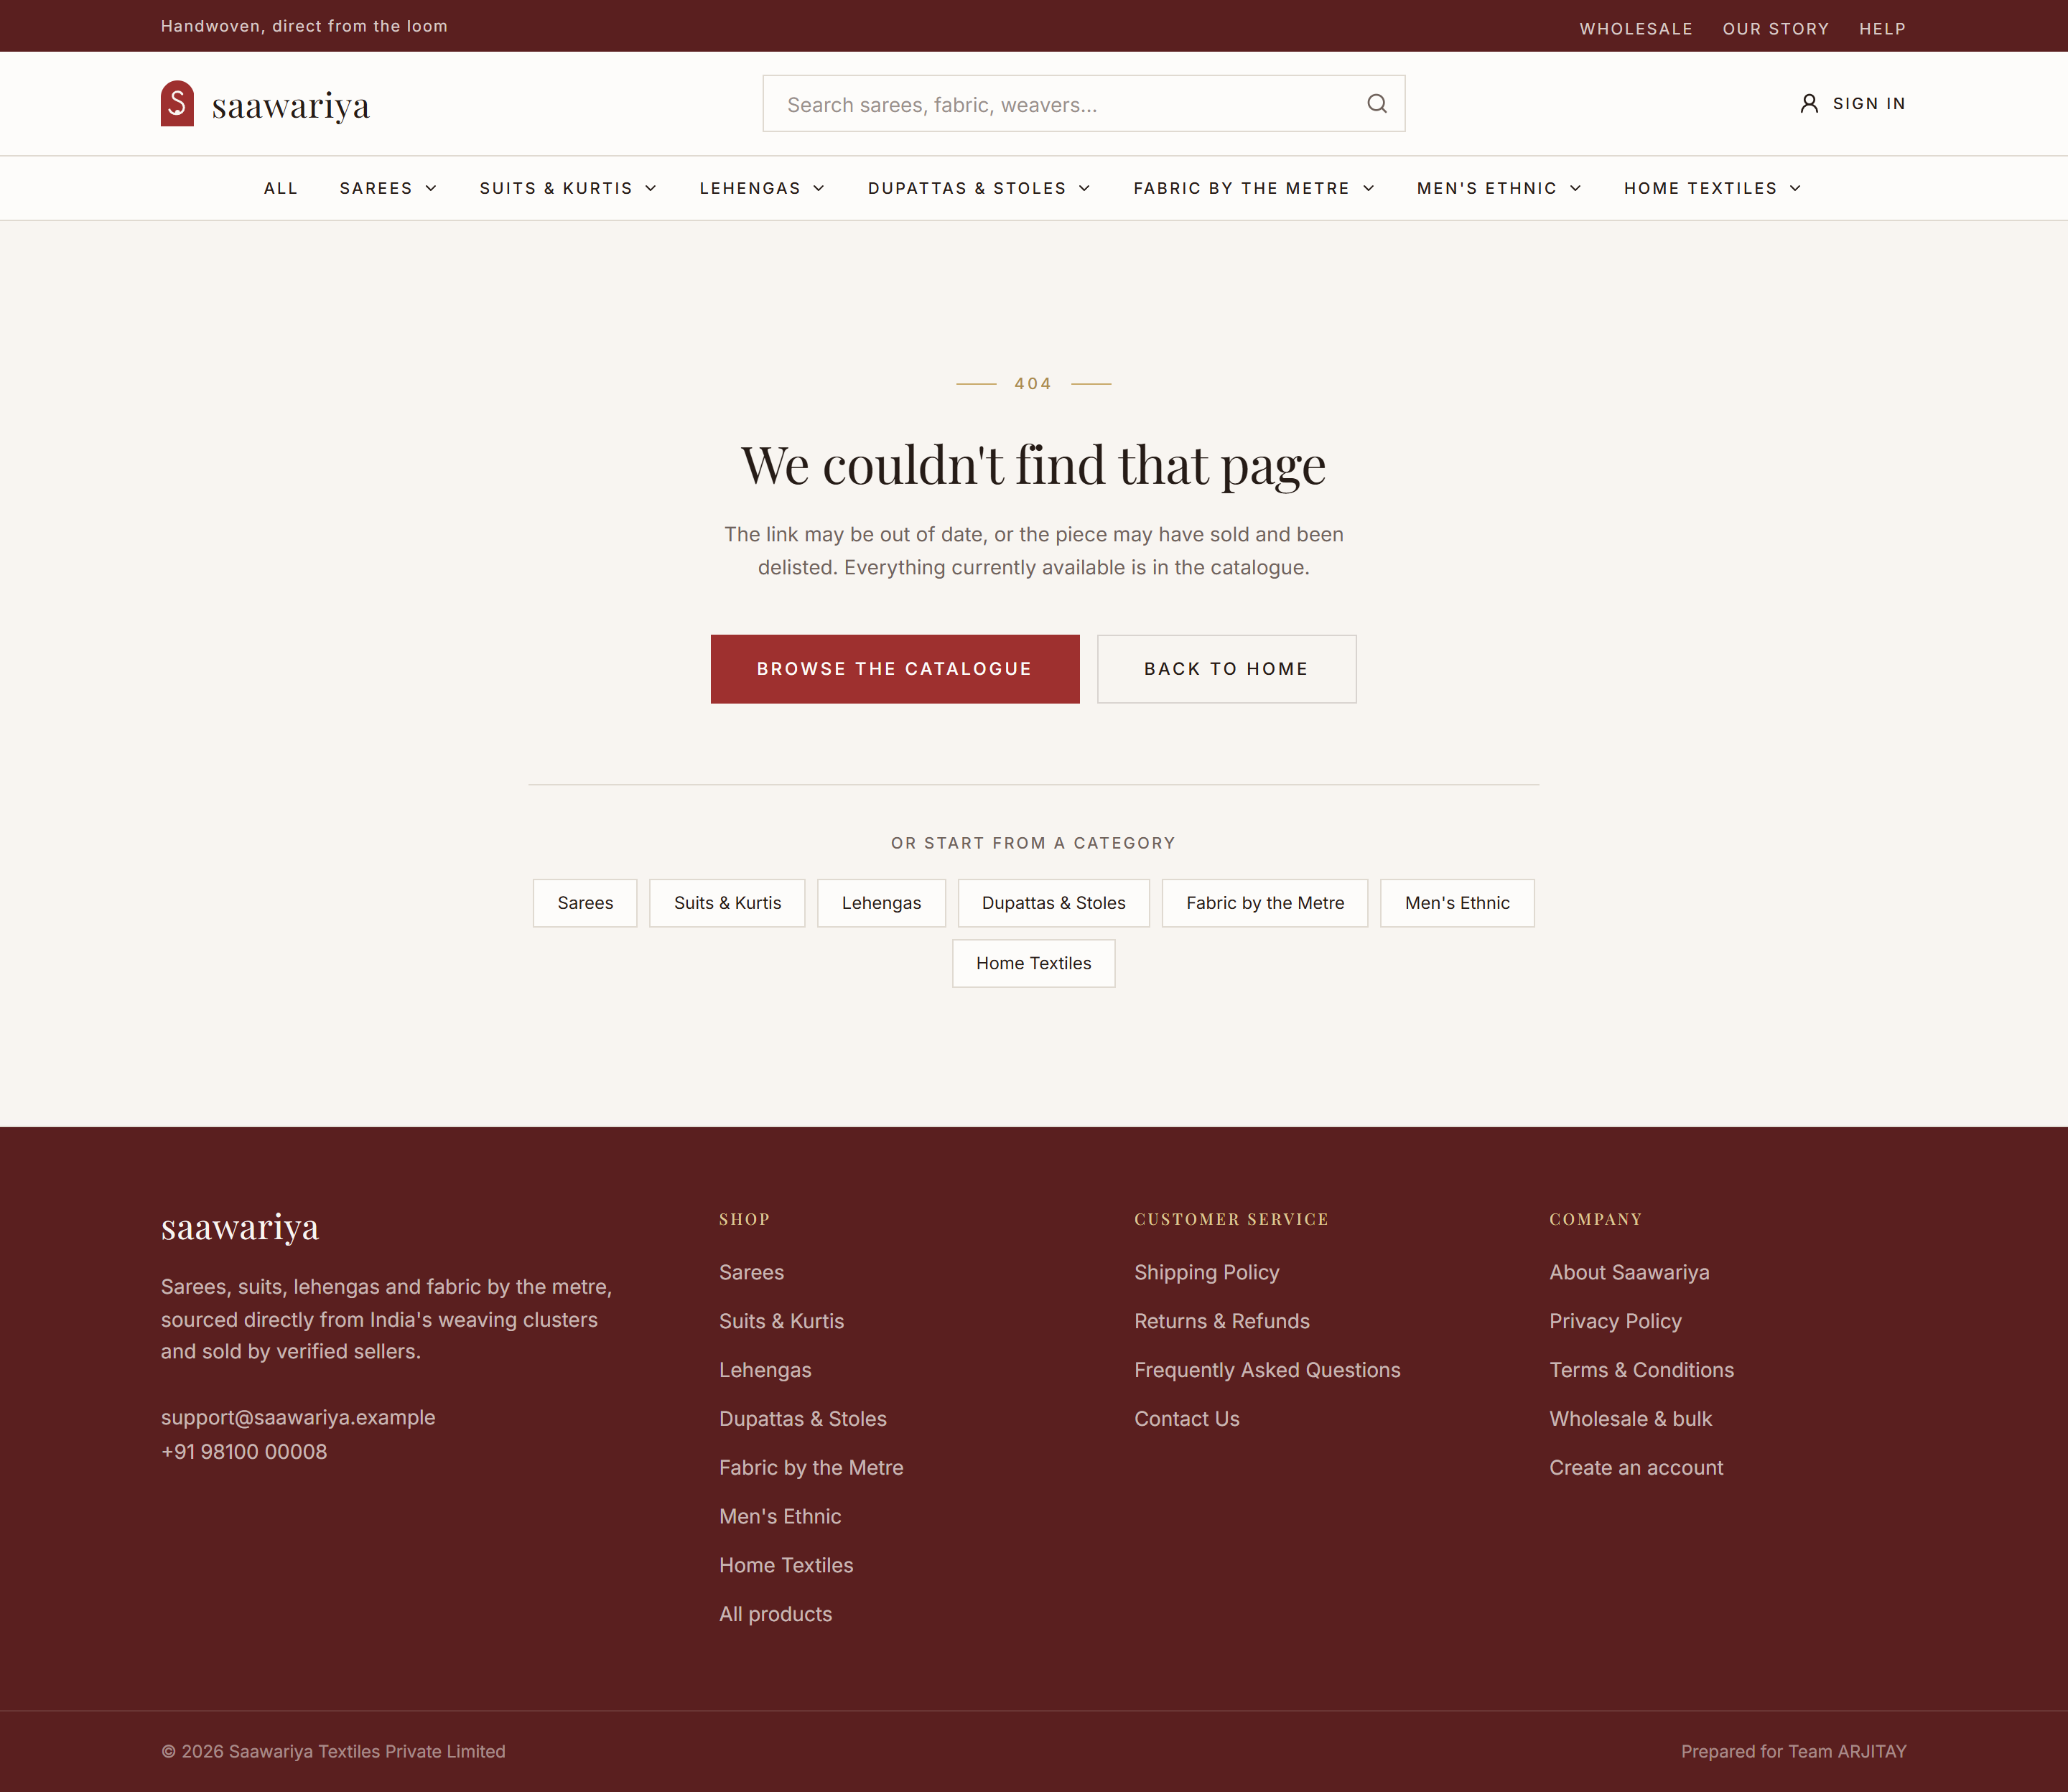 Handwoven, direct from the loom
WHOLESALE OUR STORY HELP
S saawariya
Search sarees, fabric, weavers...
SIGN IN
ALL SAREES SUITS & KURTIS LEHENGAS DUPATTAS & STOLES FABRIC BY THE METRE MEN'S ETHNIC HOME TEXTILES
404
We couldn't find that page
The link may be out of date, or the piece may have sold and been
delisted. Everything currently available is in the catalogue.
BROWSE THE CATALOGUE BACK TO HOME
OR START FROM A CATEGORY
Sarees Suits & Kurtis Lehengas Dupattas & Stoles Fabric by the Metre Men's Ethnic
Home Textiles
saawariya
Sarees, suits, lehengas and fabric by the metre,
sourced directly from India's weaving clusters
and sold by verified sellers.
support@saawariya.example
+91 98100 00008
SHOP
Sarees
Suits & Kurtis
Lehengas
Dupattas & Stoles
Fabric by the Metre
Men's Ethnic
Home Textiles
All products
CUSTOMER SERVICE
Shipping Policy
Returns & Refunds
Frequently Asked Questions
Contact Us
COMPANY
About Saawariya
Privacy Policy
Terms & Conditions
Wholesale & bulk
Create an account
© 2026 Saawariya Textiles Private Limited
Prepared for Team ARJITAY